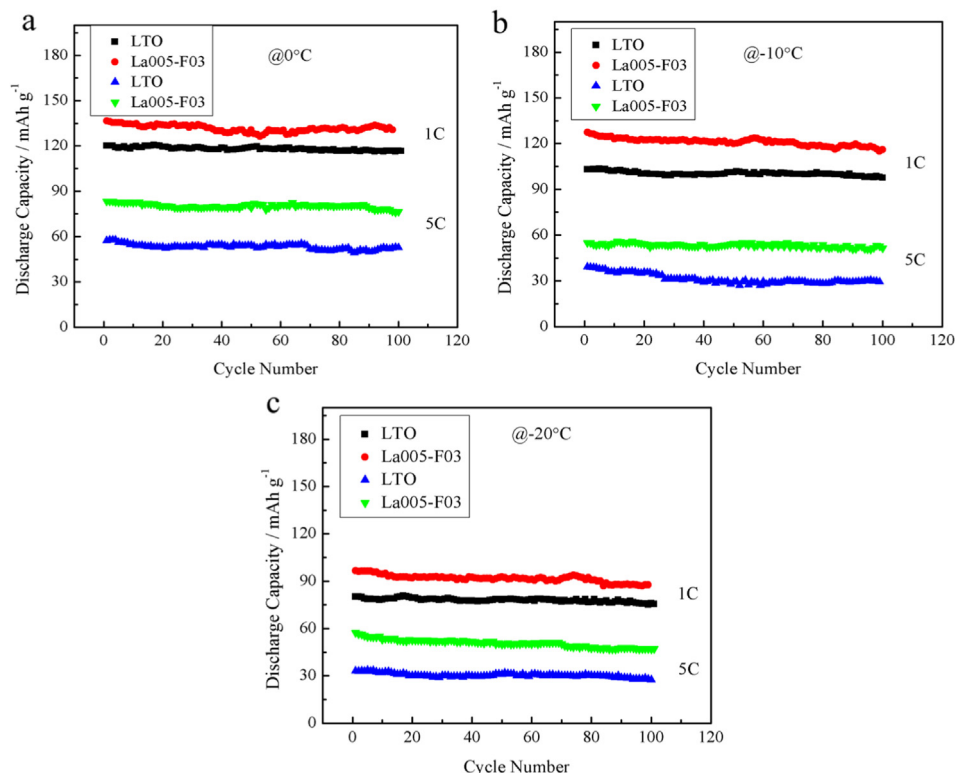 a
LTO
La005-F03
LTO
La005-F03
@0°C
1C
5C
180
150
120
90
60
30
0
0 20 40 60 80 100 120
Discharge Capacity / mAh g⁻¹
Cycle Number
b
LTO
La005-F03
LTO
La005-F03
@-10°C
1C
5C
180
150
120
90
60
30
0
0 20 40 60 80 100 120
Discharge Capacity / mAh g⁻¹
Cycle Number
c
LTO
La005-F03
LTO
La005-F03
@-20°C
1C
5C
180
150
120
90
60
30
0
0 20 40 60 80 100 120
Discharge Capacity / mAh g⁻¹
Cycle Number